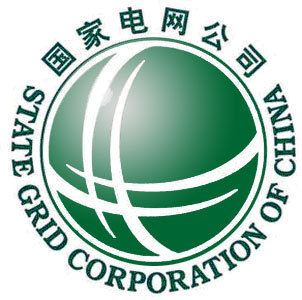 国家电网公司
STATE GRID CORPORATION OF CHINA